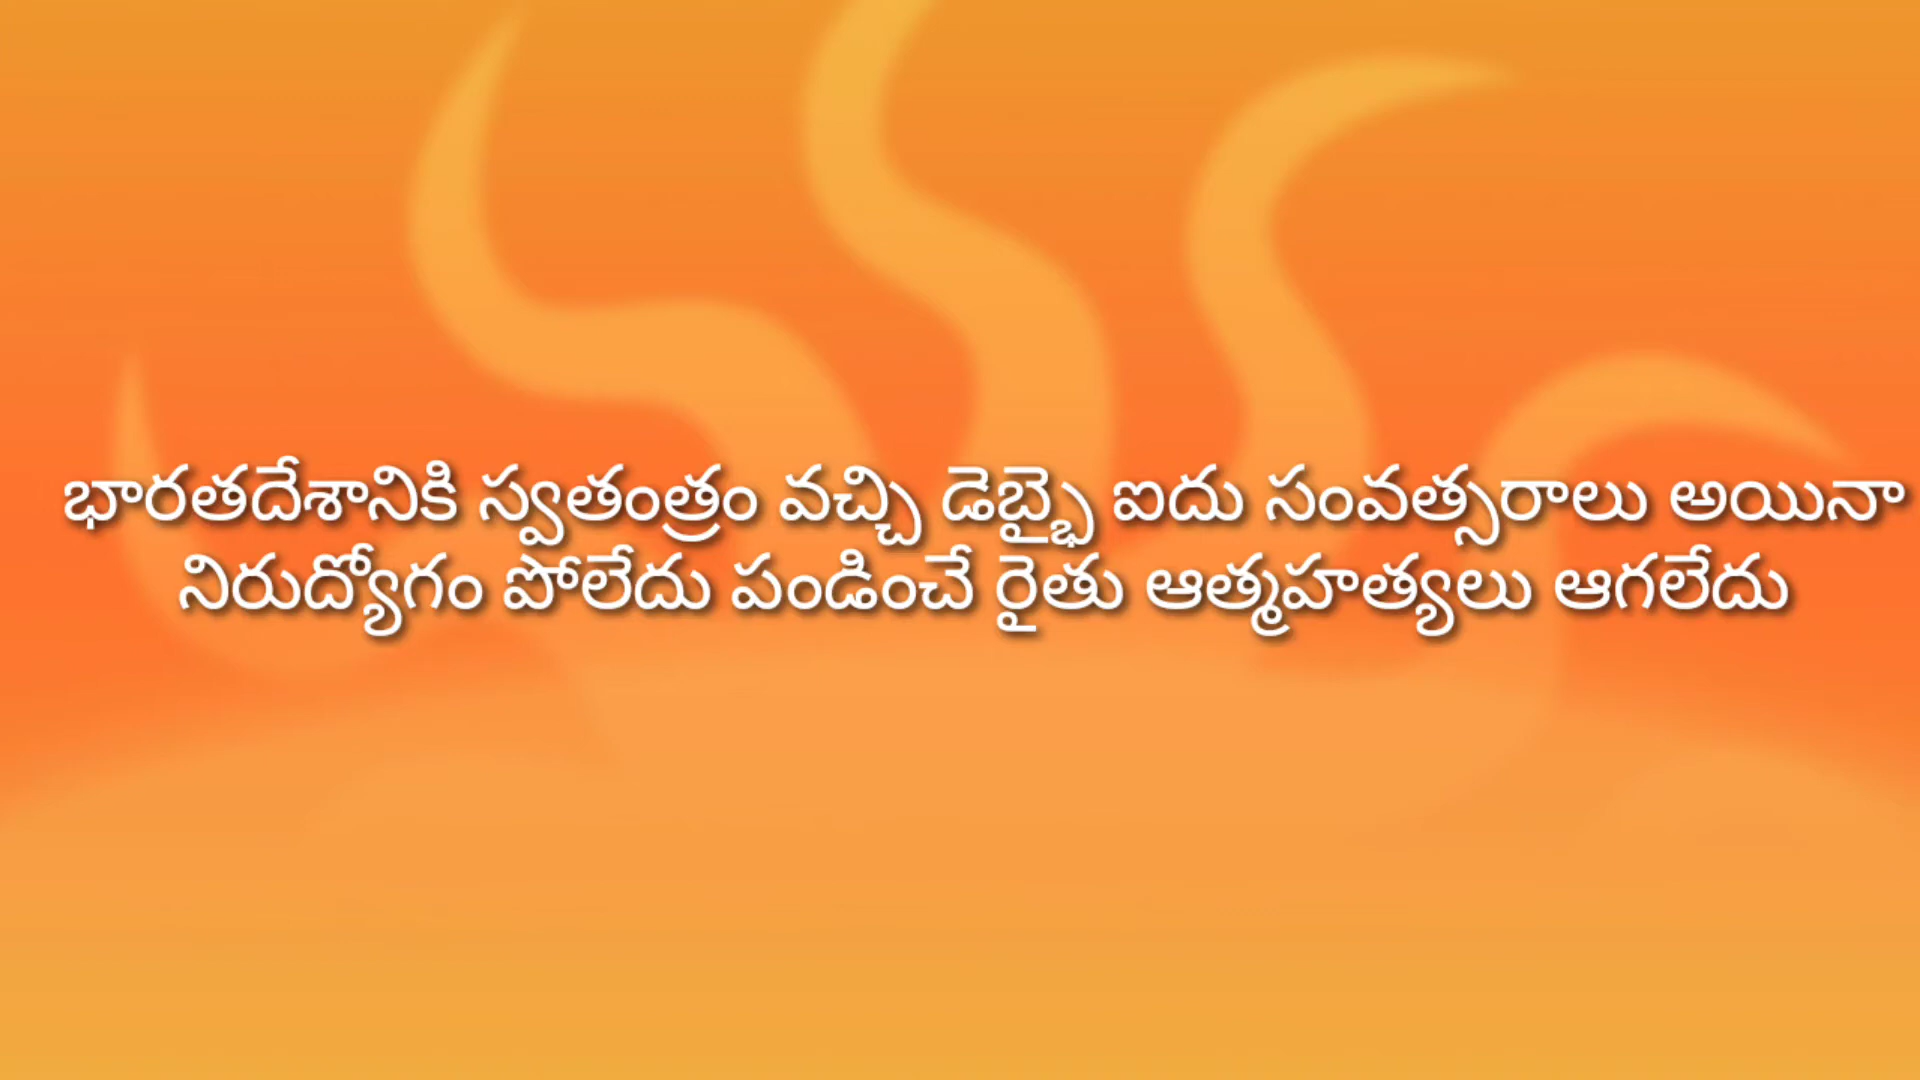 భారతదేశానికి స్వతంత్రం వచ్చి డెబ్భై ఐదు సంవత్సరాలు అయినా
నిరుద్యోగం పోలేదు పండించే రైతు ఆత్మహత్యలు ఆగలేదు